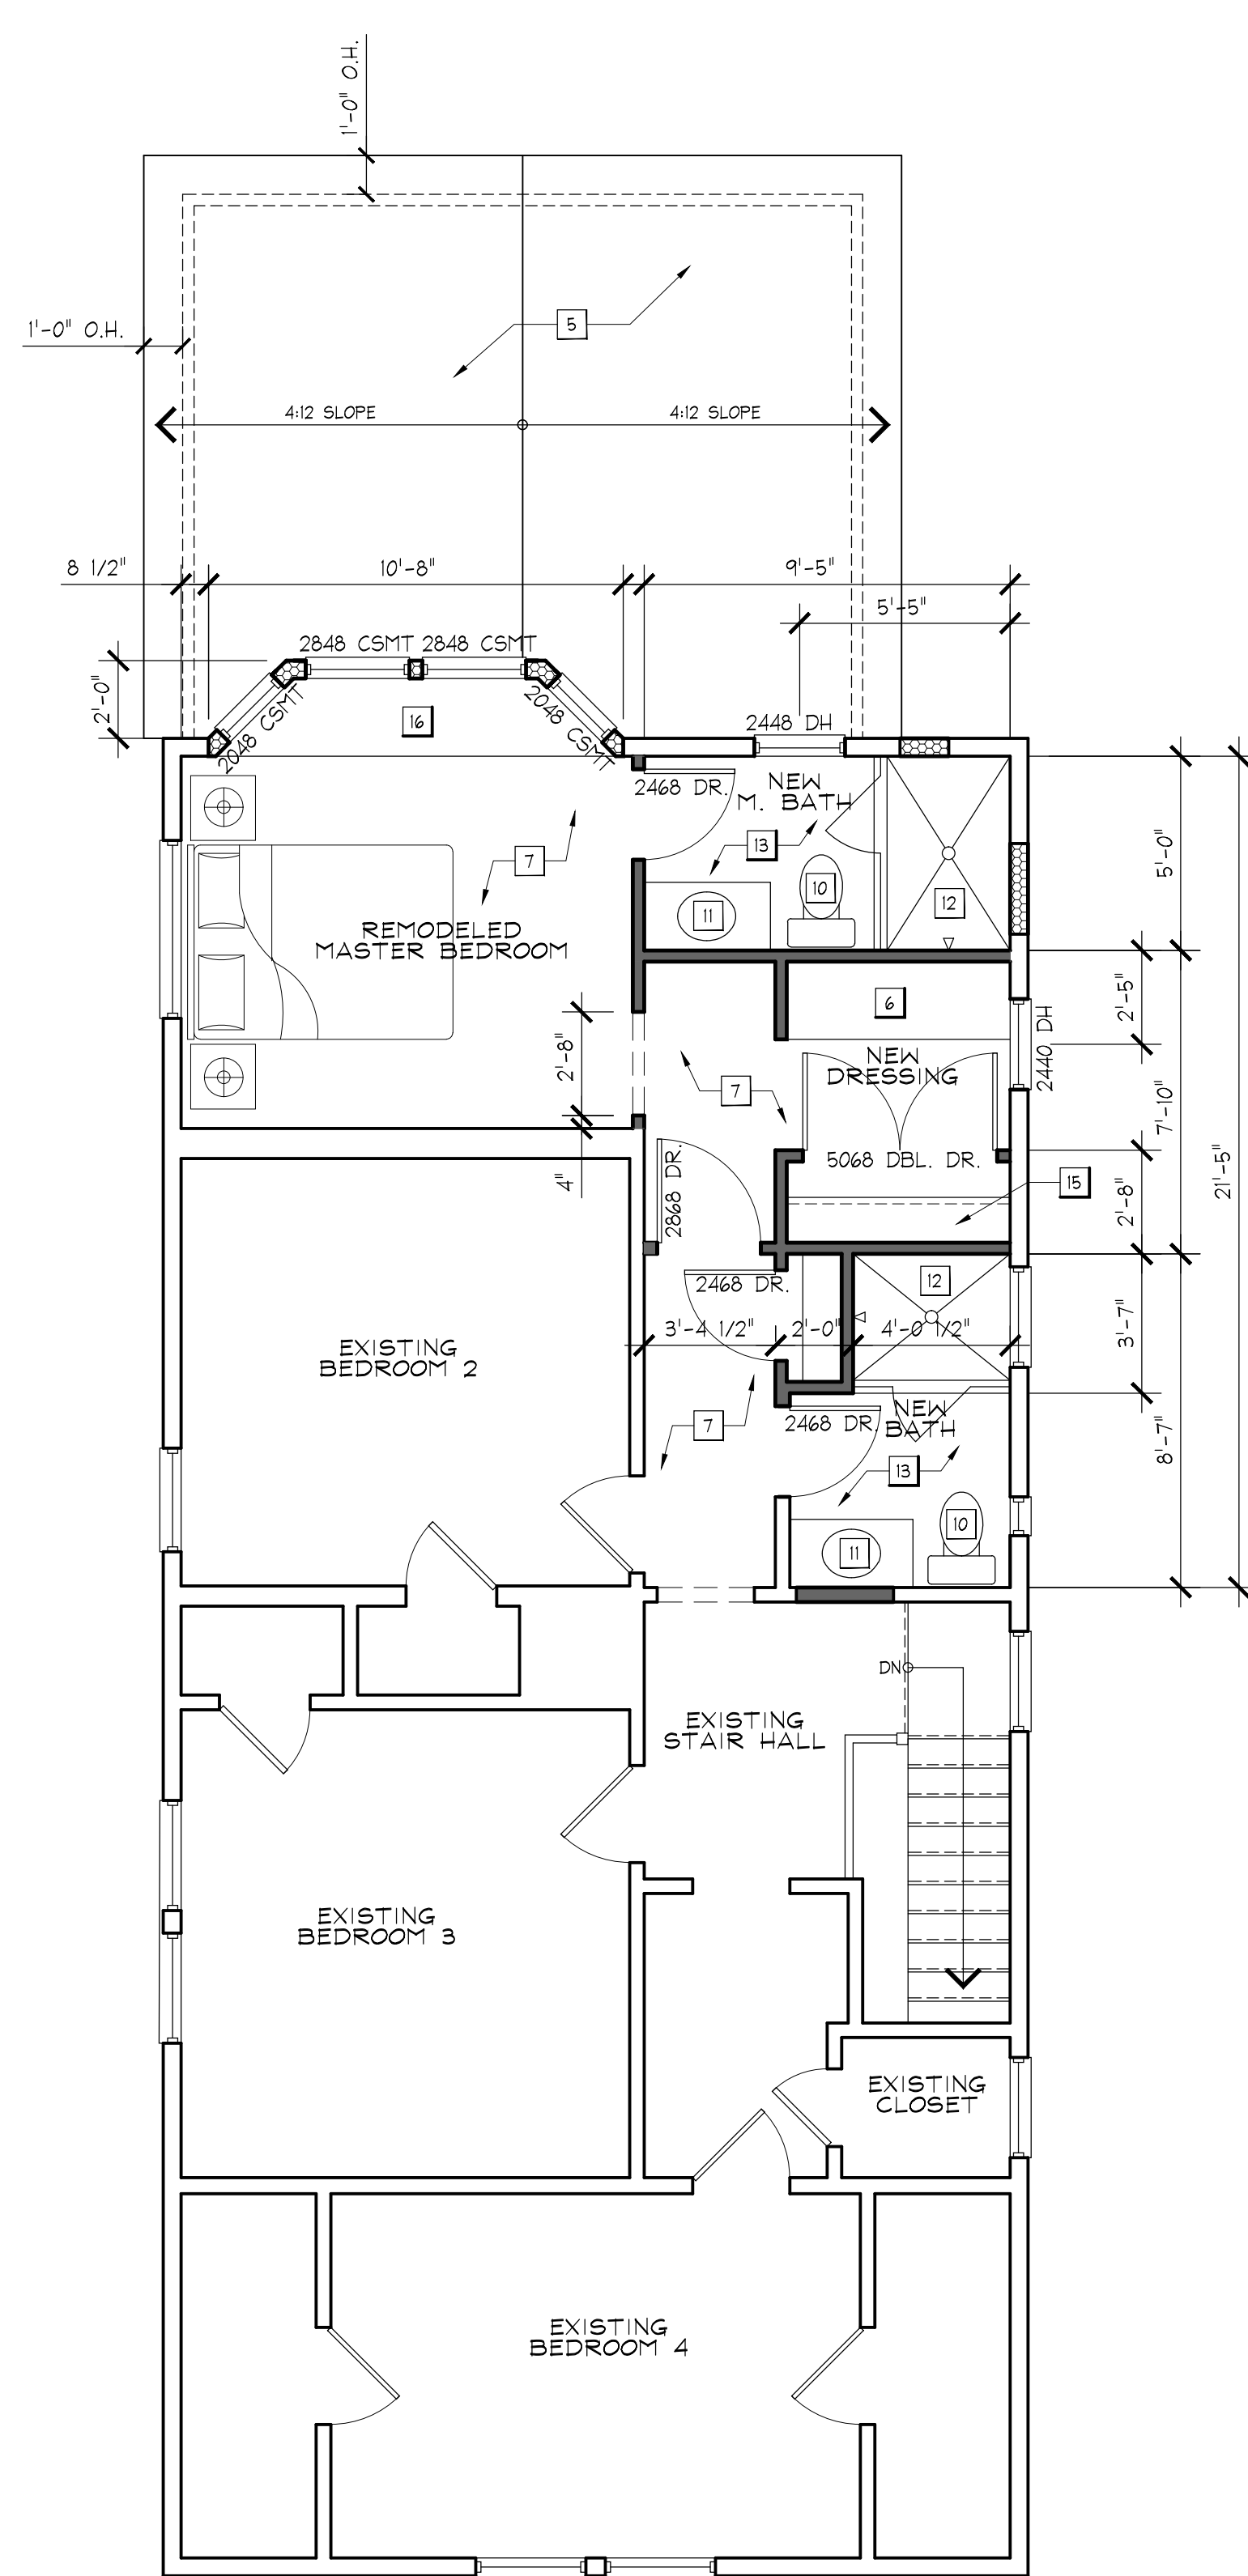 1'-0" O.H.
1'-0" O.H.
5
4:12 SLOPE
4:12 SLOPE
8 1/2"
10'-8"
9'-5"
5'-5"
2848 CSMT
2848 CSMT
2'-0"
2048 CSMT
16
2048 CSMT
2448 DH
2468 DR.
NEW
M. BATH
13
7
10
11
12
5'-0"
REMODELED
MASTER BEDROOM
6
2'-5"
2440 DH
2'-8"
NEW
DRESSING
7
7'-10"
21'-5"
4"
2868 DR.
5068 DBL. DR.
15
2'-8"
2468 DR.
12
3'-4 1/2"
2'-0"
4'-0 1/2"
3'-7"
EXISTING
BEDROOM 2
7
2468 DR.
NEW
BATH
13
8'-7"
10
11
DN
EXISTING
STAIR HALL
EXISTING
BEDROOM 3
EXISTING
CLOSET
EXISTING
BEDROOM 4